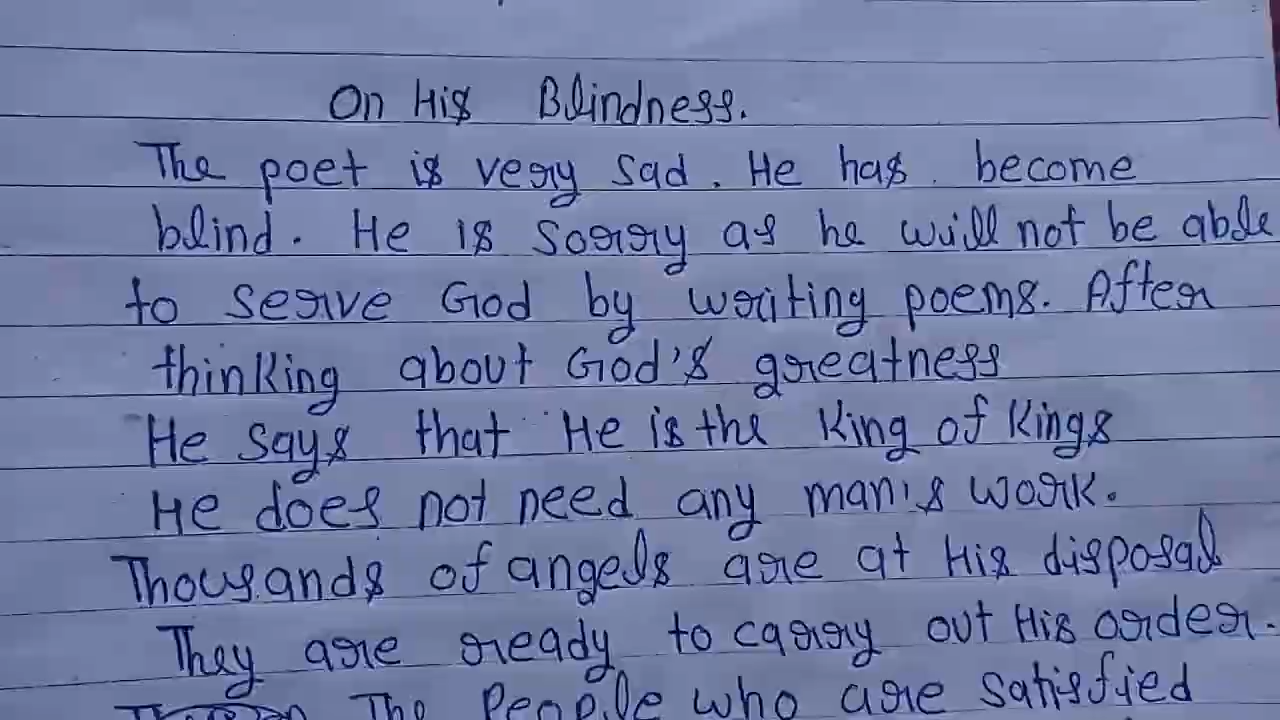 On His Blindness.
The poet is very sad. He has become
blind. He is sorry as he will not be able
to serve God by writing poems. After
thinking about God's greatness
He says that He is the King of Kings
He does not need any man's work.
Thousands of angels are at His disposal
They are ready to carry out His order.
The People who are satisfied